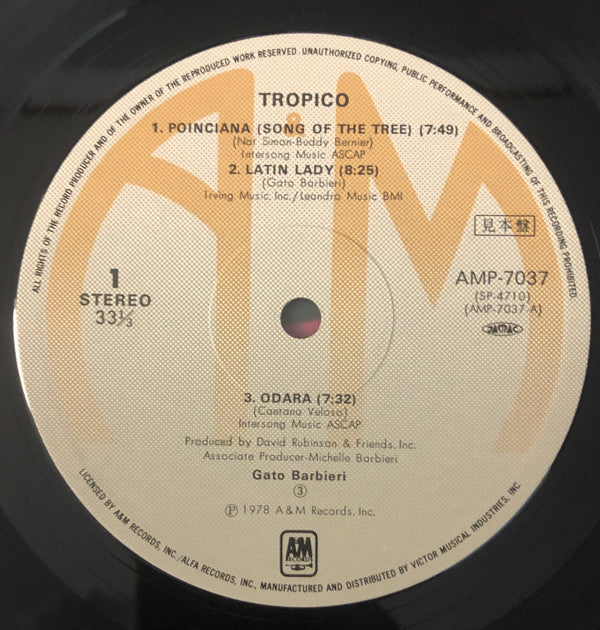 ALL RIGHTS OF THE RECORD PRODUCER AND OF THE OWNER OF THE REPRODUCED WORK RESERVED·UNAUTHORIZED COPYING, PUBLIC PERFORMANCE AND BROADCASTING OF THIS RECORDING PROHIBITED.
TROPICO
1. POINCIANA (SONG OF THE TREE) (7:49)
(Nat Simon-Buddy Bernier)
Intersong Music ASCAP
2. LATIN LADY (8:25)
(Gato Barbieri)
Irving Music. Inc./Leandro Music BMI
見本盤
1
STEREO
33⅓
AMP-7037
(SP-4710)
(AMP-7037-A)
JASRAC
3. ODARA (7:32)
(Caetano Veloso)
Intersong Music ASCAP
Produced by David Rubinson & Friends. Inc.
Associate Producer-Michelle Barbieri
Gato Barbieri
③
Ⓟ 1978 A&M Records. Inc.
A&M
RECORDS
LICENSED BY A&M RECORDS, INC./ALFA RECORDS, INC., MANUFACTURED AND DISTRIBUTED BY VICTOR MUSICAL INDUSTRIES, INC.